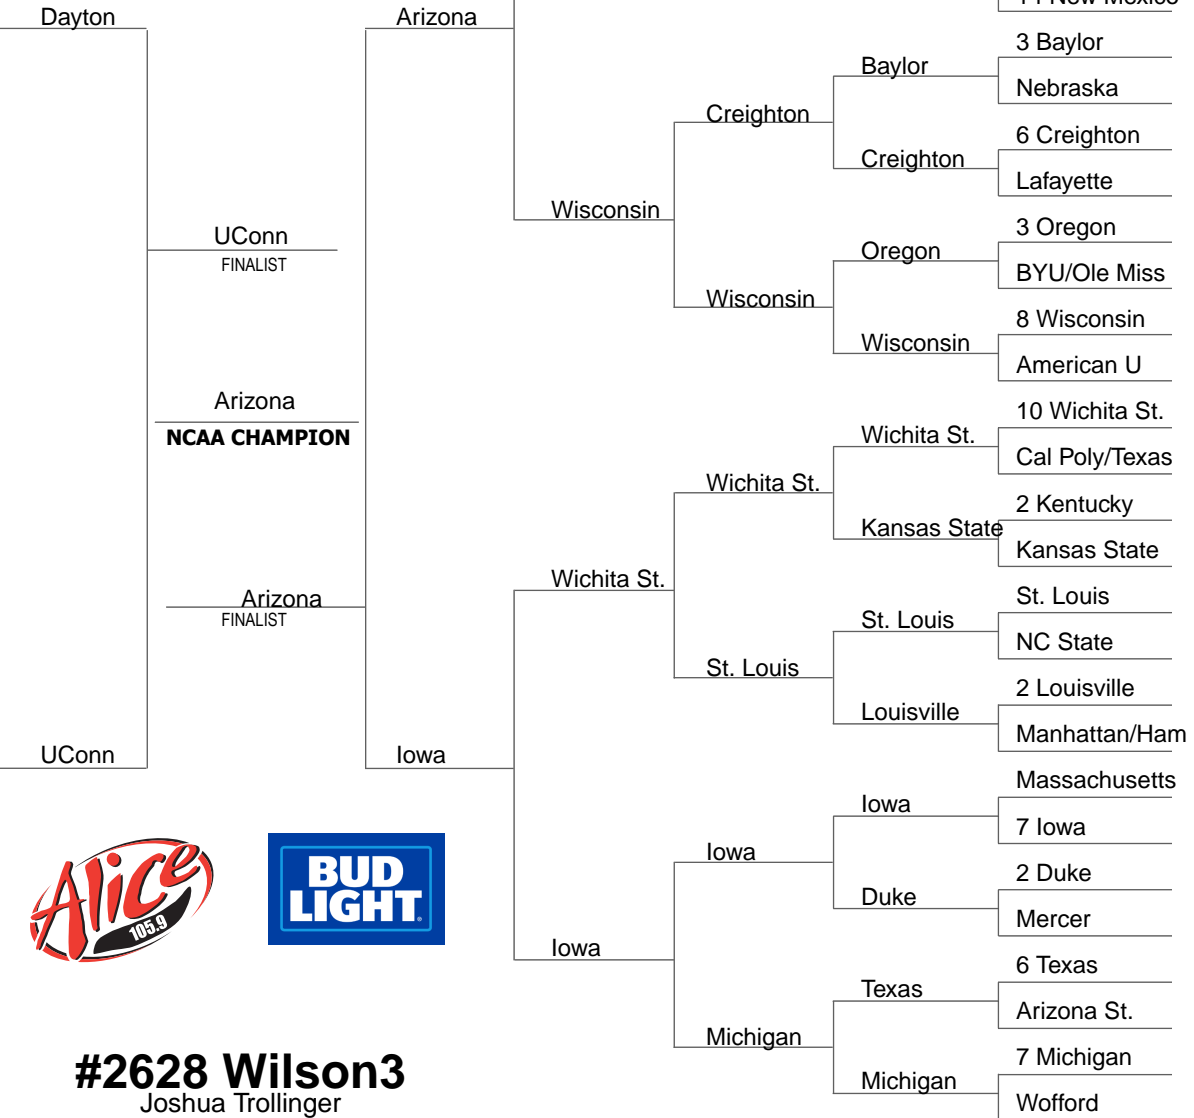 Dayton
UConn
FINALIST
Arizona
NCAA CHAMPION
Arizona
FINALIST
UConn
Arizona
Iowa
Wisconsin
Wichita St.
Iowa
Creighton
Wisconsin
Wichita St.
St. Louis
Iowa
Michigan
Baylor
Creighton
Oregon
Wisconsin
Wichita St.
Kansas State
St. Louis
Louisville
Iowa
Duke
Texas
Michigan
3 Baylor
Nebraska
6 Creighton
Lafayette
3 Oregon
BYU/Ole Miss
8 Wisconsin
American U
10 Wichita St.
Cal Poly/Texas
2 Kentucky
Kansas State
St. Louis
NC State
2 Louisville
Manhattan/Ham
Massachusetts
7 Iowa
2 Duke
Mercer
6 Texas
Arizona St.
7 Michigan
Wofford
Alice
105.9
BUD
LIGHT
#2628 Wilson3
Joshua Trollinger